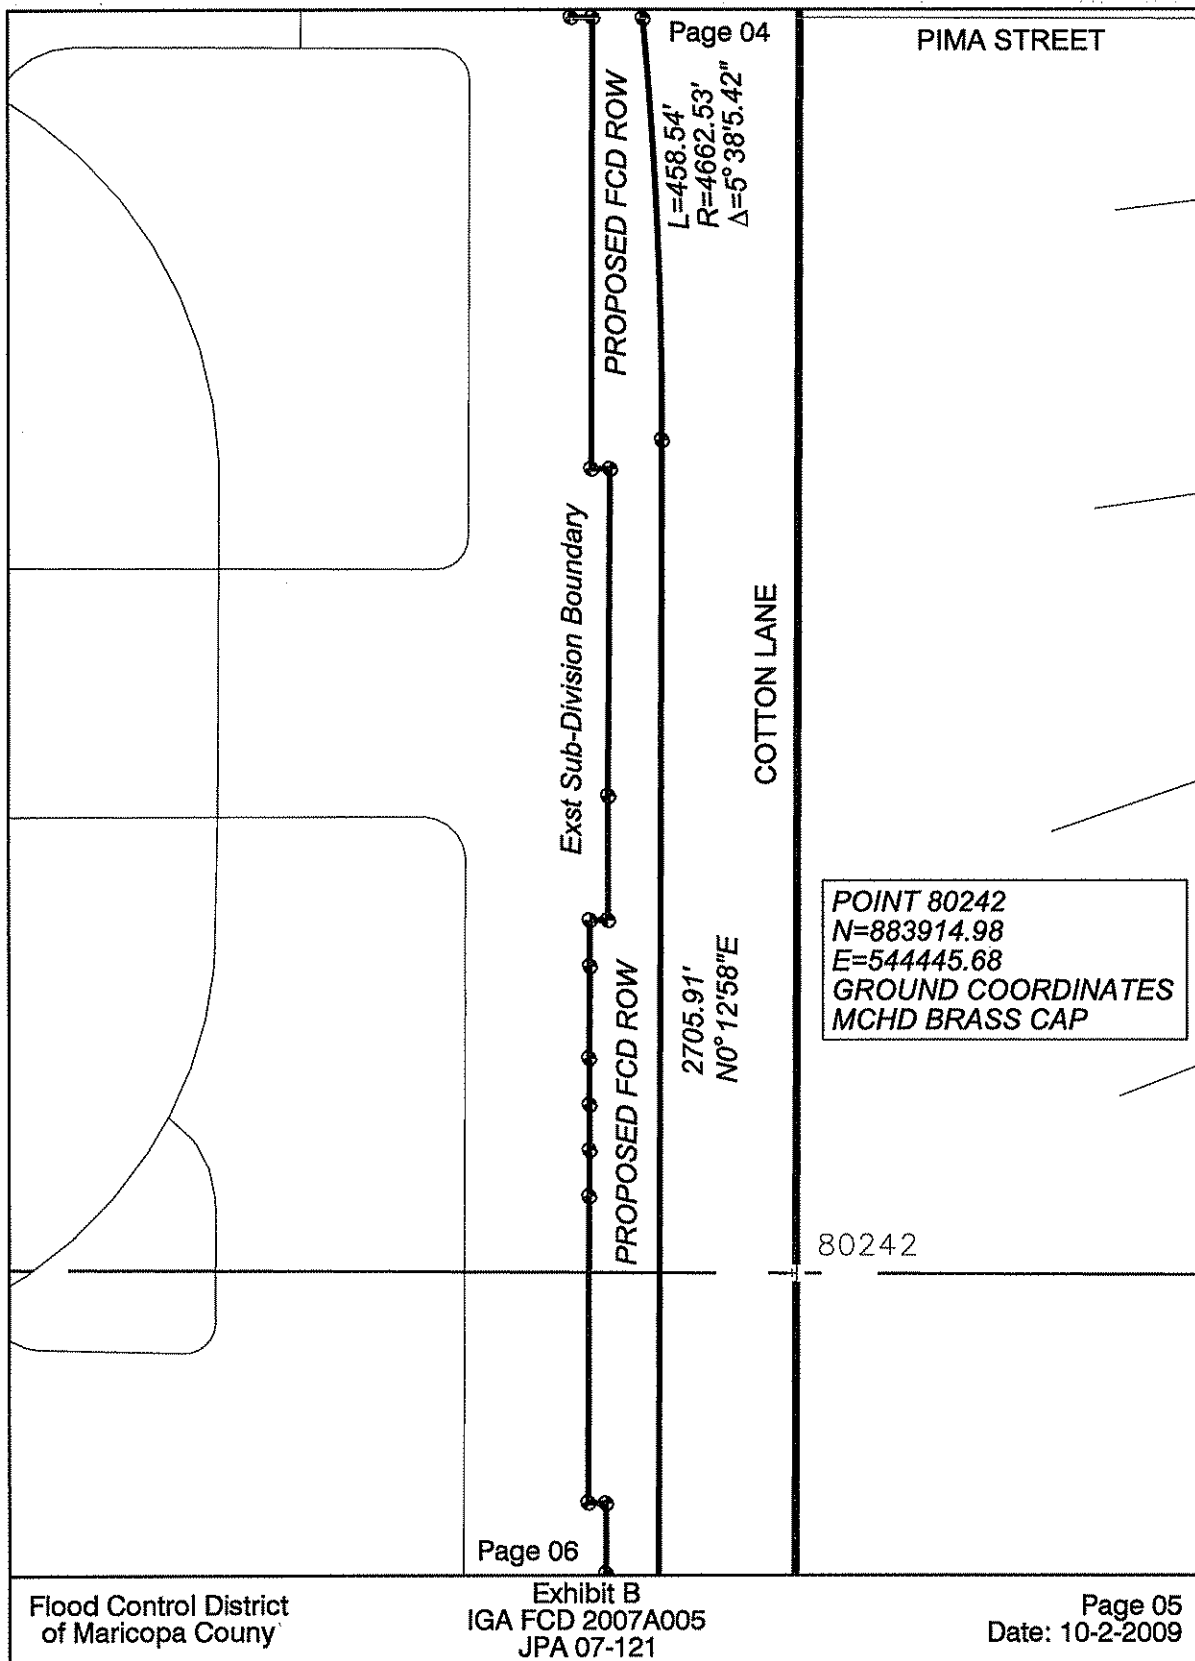 Page 04
PIMA STREET
PROPOSED FCD ROW
L=458.54'
R=4662.53'
Δ=5°38'5.42"
Exst Sub-Division Boundary
COTTON LANE
POINT 80242
N=883914.98
E=544445.68
GROUND COORDINATES
MCHD BRASS CAP
PROPOSED FCD ROW
2705.91'
N0°12'58"E
80242
Page 06
Flood Control District
of Maricopa Couny
Exhibit B
IGA FCD 2007A005
JPA 07-121
Page 05
Date: 10-2-2009